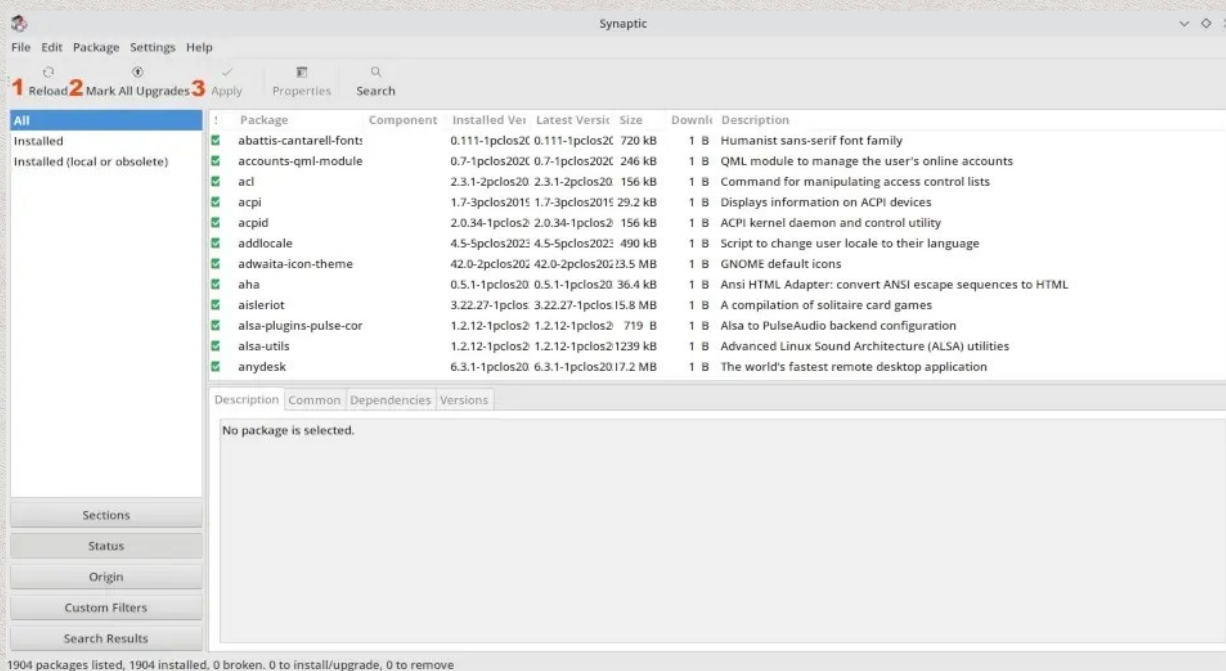 Synaptic
File Edit Package Settings Help
1 Reload 2 Mark All Upgrades 3 Apply Properties Search
All
Installed
Installed (local or obsolete)
! Package Component Installed Ver Latest Versic Size Downlc Description
abattis-cantarell-fonts 0.111-1pclos20 0.111-1pclos20 720 kB 1 B Humanist sans-serif font family
accounts-qml-module 0.7-1pclos2020 0.7-1pclos2020 246 kB 1 B QML module to manage the user's online accounts
acl 2.3.1-2pclos20 2.3.1-2pclos20 156 kB 1 B Command for manipulating access control lists
acpi 1.7-3pclos2019 1.7-3pclos2019 29.2 kB 1 B Displays information on ACPI devices
acpid 2.0.34-1pclos2 2.0.34-1pclos2 156 kB 1 B ACPI kernel daemon and control utility
addlocale 4.5-5pclos2023 4.5-5pclos2023 490 kB 1 B Script to change user locale to their language
adwaita-icon-theme 42.0-2pclos202 42.0-2pclos202 23.5 MB 1 B GNOME default icons
aha 0.5.1-1pclos20 0.5.1-1pclos20 36.4 kB 1 B Ansi HTML Adapter: convert ANSI escape sequences to HTML
aisleriot 3.22.27-1pclos 3.22.27-1pclos 15.8 MB 1 B A compilation of solitaire card games
alsa-plugins-pulse-cor 1.2.12-1pclos2 1.2.12-1pclos2 719 B 1 B Alsa to PulseAudio backend configuration
alsa-utils 1.2.12-1pclos2 1.2.12-1pclos2 1239 kB 1 B Advanced Linux Sound Architecture (ALSA) utilities
anydesk 6.3.1-1pclos20 6.3.1-1pclos20 17.2 MB 1 B The world's fastest remote desktop application
Description Common Dependencies Versions
No package is selected.
Sections
Status
Origin
Custom Filters
Search Results
1904 packages listed, 1904 installed, 0 broken. 0 to install/upgrade, 0 to remove